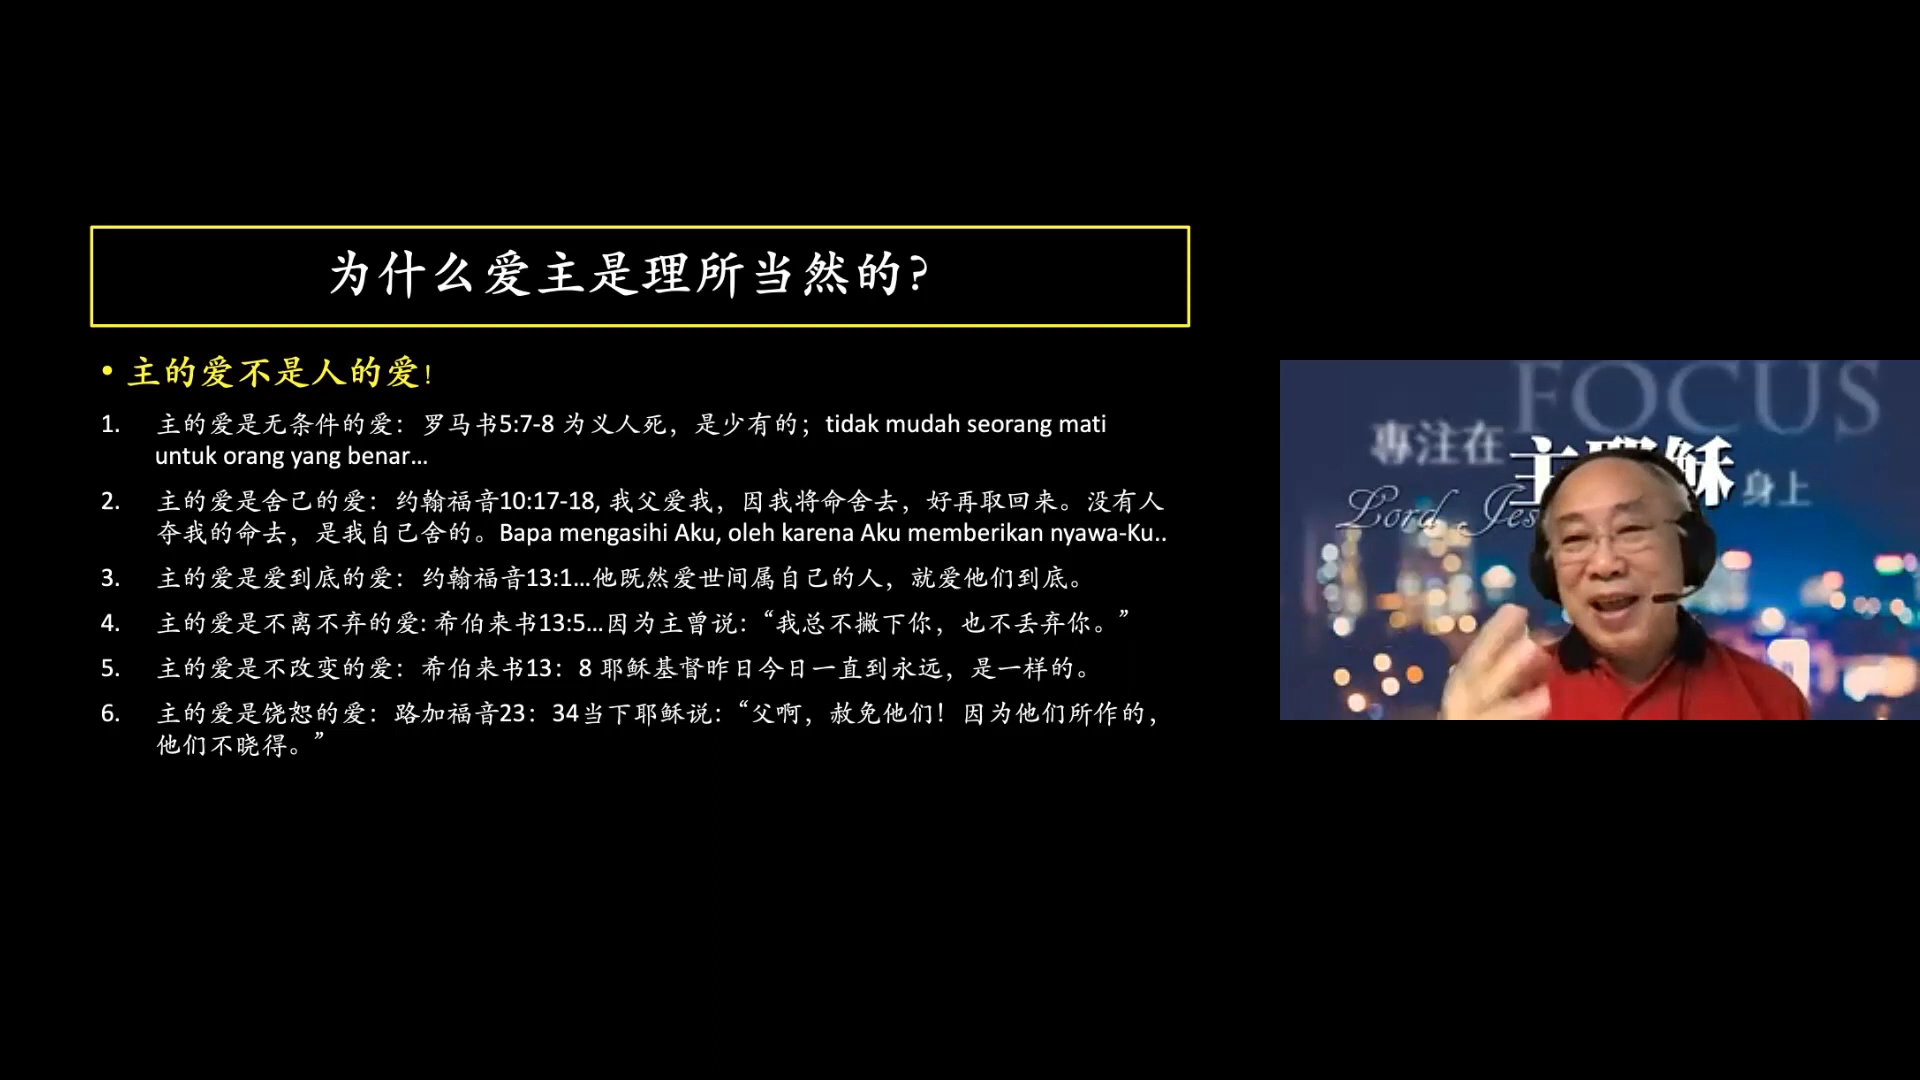 为什么爱主是理所当然的?
• 主的爱不是人的爱!
1. 主的爱是无条件的爱：罗马书5:7-8 为义人死，是少有的；tidak mudah seorang mati
untuk orang yang benar...
2. 主的爱是舍己的爱：约翰福音10:17-18, 我父爱我，因我将命舍去，好再取回来。没有人
夺我的命去，是我自己舍的。Bapa mengasihi Aku, oleh karena Aku memberikan nyawa-Ku..
3. 主的爱是爱到底的爱：约翰福音13:1...他既然爱世间属自己的人，就爱他们到底。
4. 主的爱是不离不弃的爱: 希伯来书13:5...因为主曾说：“我总不撇下你，也不丢弃你。”
5. 主的爱是不改变的爱：希伯来书13：8 耶稣基督昨日今日一直到永远，是一样的。
6. 主的爱是饶恕的爱：路加福音23：34当下耶稣说：“父啊，赦免他们！因为他们所作的，
他们不晓得。”
FOCUS
專注在主 穌身上
Lord Jes